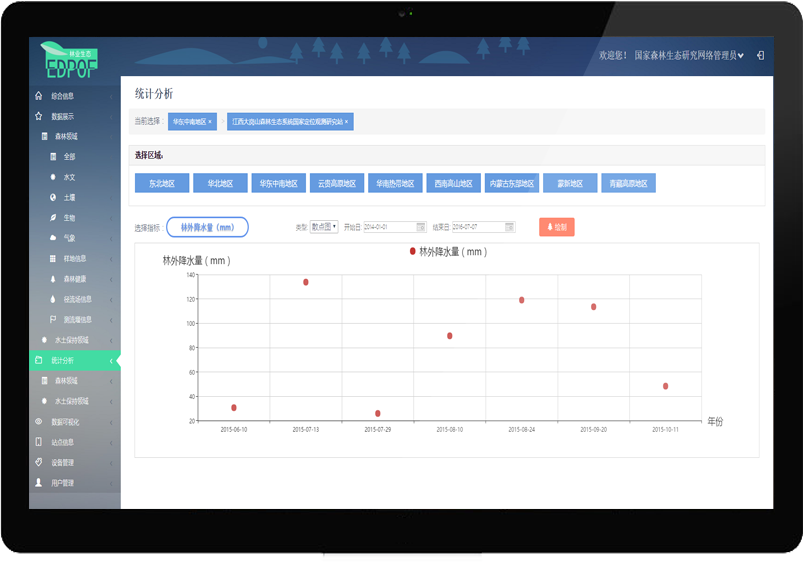 林业生态
EDPOF
欢迎您! 国家森林生态研究网络管理员
综合信息
数据展示
森林领域
全部
水文
土壤
生物
气象
样地信息
森林健康
径流场信息
测流堰信息
水土保持领域
统计分析
森林领域
水土保持领域
数据可视化
站点信息
设备管理
用户管理
统计分析
当前选择: 华东中南地区 × 江西大岗山森林生态系统国家定位观测研究站 ×
选择区域:
东北地区 华北地区 华东中南地区 云贵高原地区 华南热带地区 西南高山地区 内蒙古东部地区 蒙新地区 青藏高原地区
选择指标: 林外降水量(mm) 类型: 散点图 开始日: 2014-01-01 结束日: 2016-07-07 绘制
林外降水量(mm)
林外降水量(mm)
140
120
100
80
60
40
20
2015-06-10 2015-07-13 2015-07-29 2015-08-10 2015-08-24 2015-09-20 2015-10-11
年份